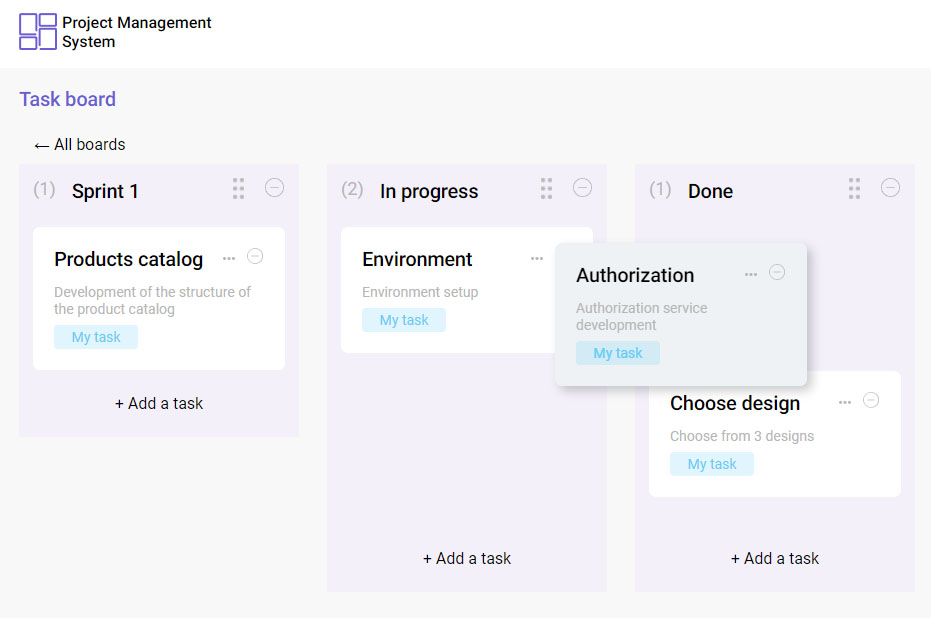 Project Management
System
Task board
← All boards
(1) Sprint 1
Products catalog ...
Development of the structure of
the product catalog
My task
+ Add a task
(2) In progress
Environment ...
Environment setup
My task
+ Add a task
(1) Done
Authorization ...
Authorization service
development
My task
Choose design ...
Choose from 3 designs
My task
+ Add a task